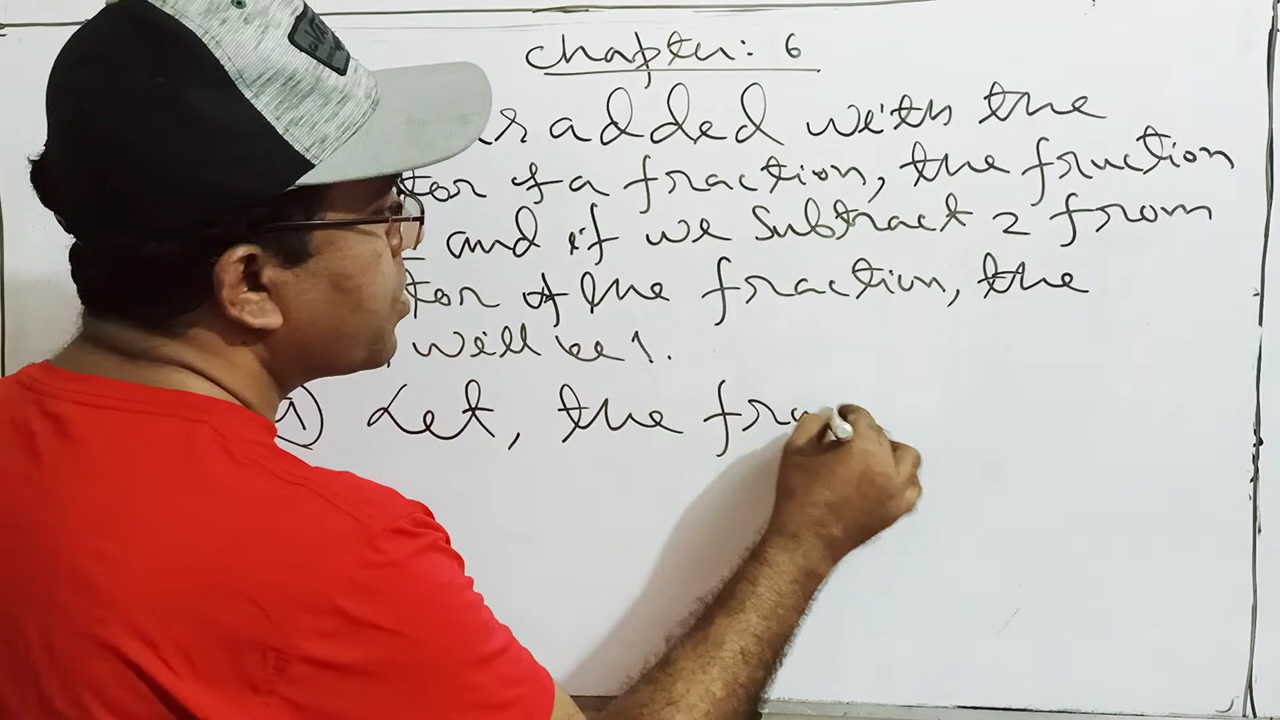 Chapter: 6
added with the
of a fraction, the fruction
and if we subtract 2 from
of the fraction, the
will be 1.
a) Let, the fra